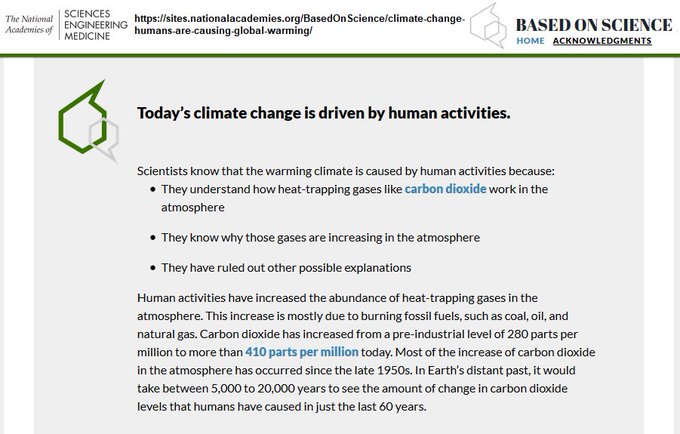 The National Academies of
SCIENCES
ENGINEERING
MEDICINE
https://sites.nationalacademies.org/BasedOnScience/climate-change-
humans-are-causing-global-warming/
BASED ON SCIENCE
HOME ACKNOWLEDGMENTS
Today's climate change is driven by human activities.
Scientists know that the warming climate is caused by human activities because:
• They understand how heat-trapping gases like carbon dioxide work in the
atmosphere
• They know why those gases are increasing in the atmosphere
• They have ruled out other possible explanations
Human activities have increased the abundance of heat-trapping gases in the
atmosphere. This increase is mostly due to burning fossil fuels, such as coal, oil, and
natural gas. Carbon dioxide has increased from a pre-industrial level of 280 parts per
million to more than 410 parts per million today. Most of the increase of carbon dioxide
in the atmosphere has occurred since the late 1950s. In Earth's distant past, it would
take between 5,000 to 20,000 years to see the amount of change in carbon dioxide
levels that humans have caused in just the last 60 years.